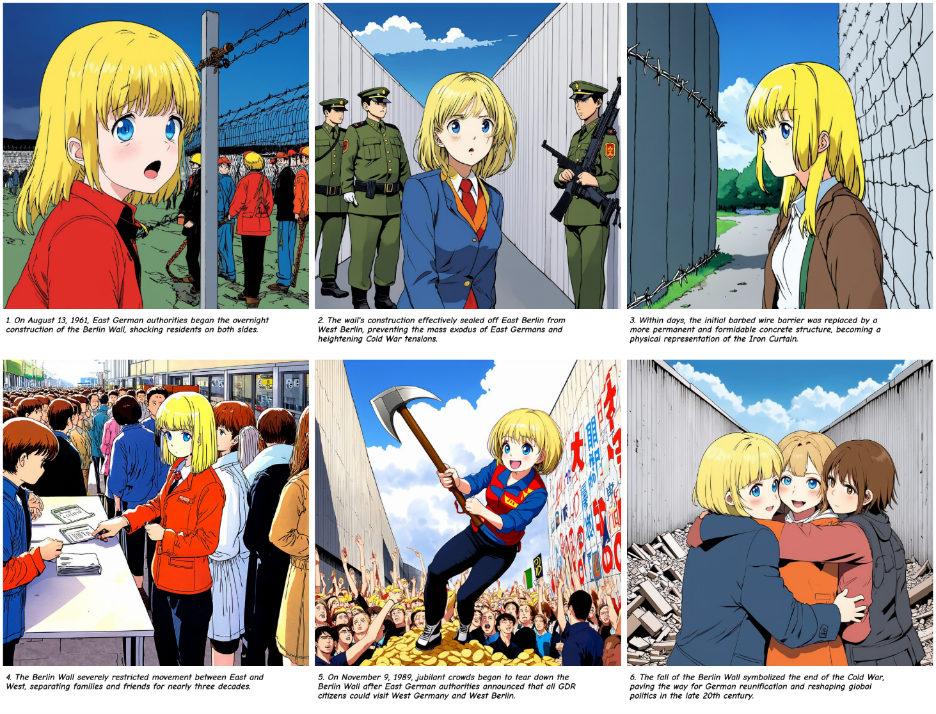 1. On August 13, 1961, East German authorities began the overnight
construction of the Berlin Wall, shocking residents on both sides.
2. The wall's construction effectively sealed off East Berlin from
West Berlin, preventing the mass exodus of East Germans and
heightening Cold War tensions.
3. Within days, the initial barbed wire barrier was replaced by a
more permanent and formidable concrete structure, becoming a
physical representation of the Iron Curtain.
4. The Berlin Wall severely restricted movement between East and
West, separating families and friends for nearly three decades.
5. On November 9, 1989, jubilant crowds began to tear down the
Berlin Wall after East German authorities announced that all GDR
citizens could visit West Germany and West Berlin.
6. The fall of the Berlin Wall symbolized the end of the Cold War,
paving the way for German reunification and reshaping global
politics in the late 20th century.